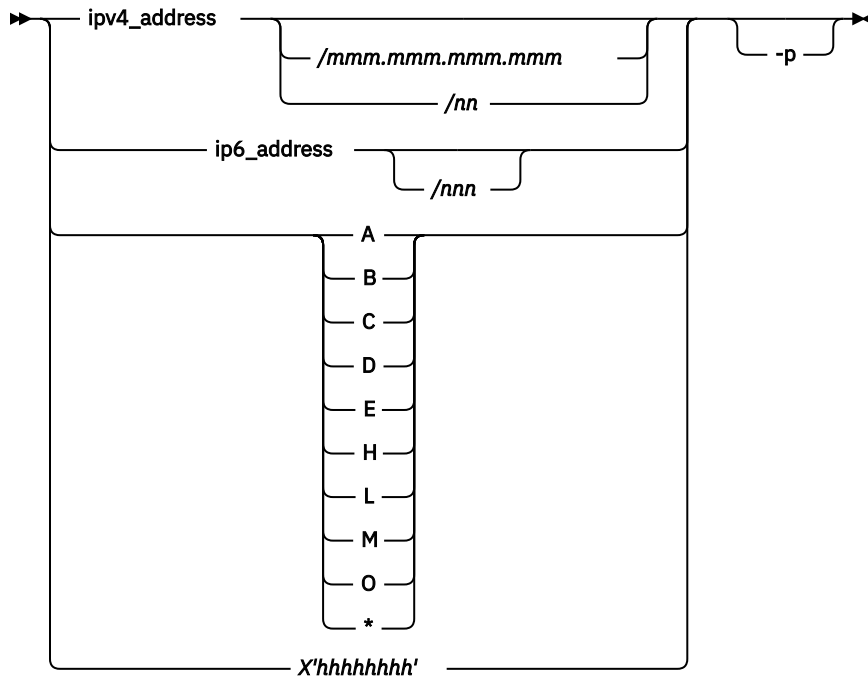 ipv4_address
/mmm.mmm.mmm.mmm
-p
/nn
ip6_address
/nnn
A
B
C
D
E
H
L
M
O
*
X'hhhhhhhh'